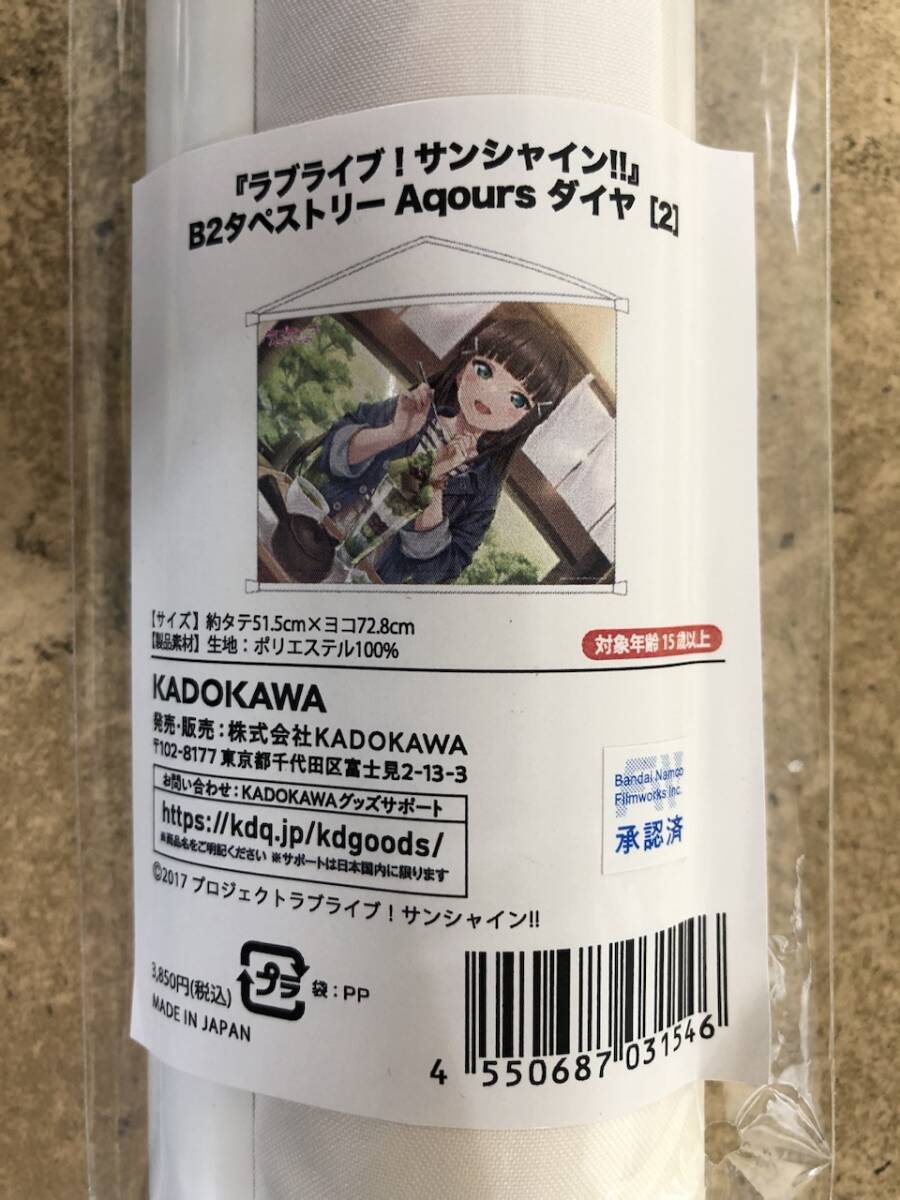 『ラブライブ！サンシャイン!!』
B2タペストリー Aqours ダイヤ［2］
【サイズ】約タテ51.5cm×ヨコ72.8cm
【製品素材】生地：ポリエステル100%
対象年齢 15歳以上
KADOKAWA
発売・販売：株式会社KADOKAWA
〒102-8177 東京都千代田区富士見2-13-3
お問い合わせ：KADOKAWAグッズサポート
https://kdq.jp/kdgoods/
※商品名をご明記ください ※サポートは日本国内に限ります
©2017 プロジェクトラブライブ！サンシャイン!!
Bandai Namco
Filmworks Inc.
承認済
3,850円(税込)
プラ
袋：PP
MADE IN JAPAN
4 550687 031546